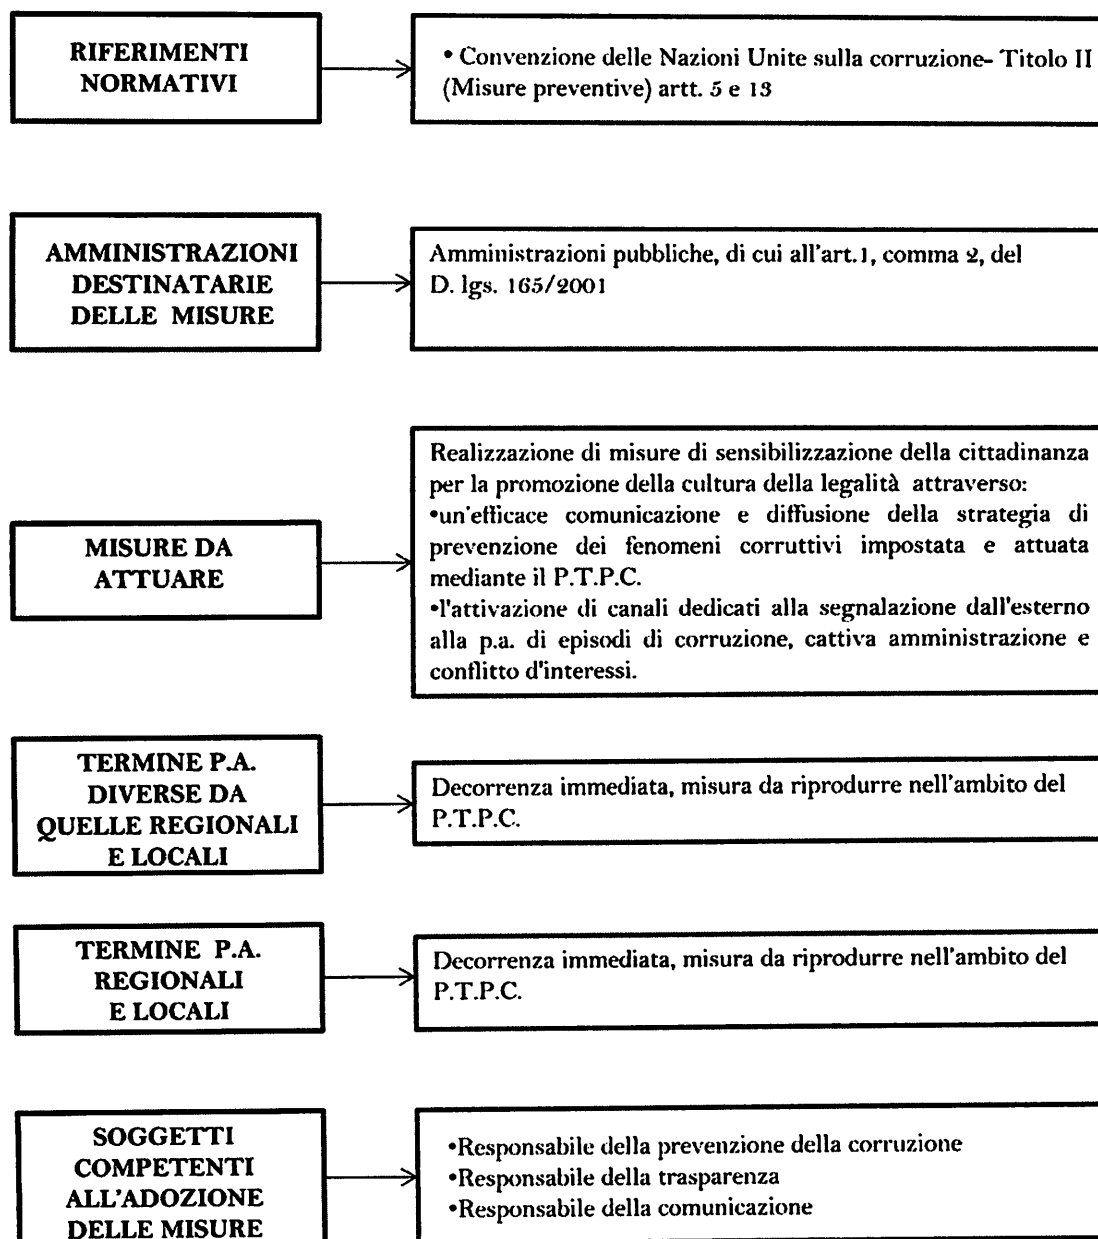 RIFERIMENTI
NORMATIVI
• Convenzione delle Nazioni Unite sulla corruzione- Titolo II
(Misure preventive) artt. 5 e 13
AMMINISTRAZIONI
DESTINATARIE
DELLE MISURE
Amministrazioni pubbliche, di cui all'art.1, comma 2, del
D. lgs. 165/2001
MISURE DA
ATTUARE
Realizzazione di misure di sensibilizzazione della cittadinanza
per la promozione della cultura della legalità attraverso:
•un'efficace comunicazione e diffusione della strategia di
prevenzione dei fenomeni corruttivi impostata e attuata
mediante il P.T.P.C.
•l'attivazione di canali dedicati alla segnalazione dall'esterno
alla p.a. di episodi di corruzione, cattiva amministrazione e
conflitto d'interessi.
TERMINE P.A.
DIVERSE DA
QUELLE REGIONALI
E LOCALI
Decorrenza immediata, misura da riprodurre nell'ambito del
P.T.P.C.
TERMINE P.A.
REGIONALI
E LOCALI
Decorrenza immediata, misura da riprodurre nell'ambito del
P.T.P.C.
SOGGETTI
COMPETENTI
ALL'ADOZIONE
DELLE MISURE
•Responsabile della prevenzione della corruzione
•Responsabile della trasparenza
•Responsabile della comunicazione